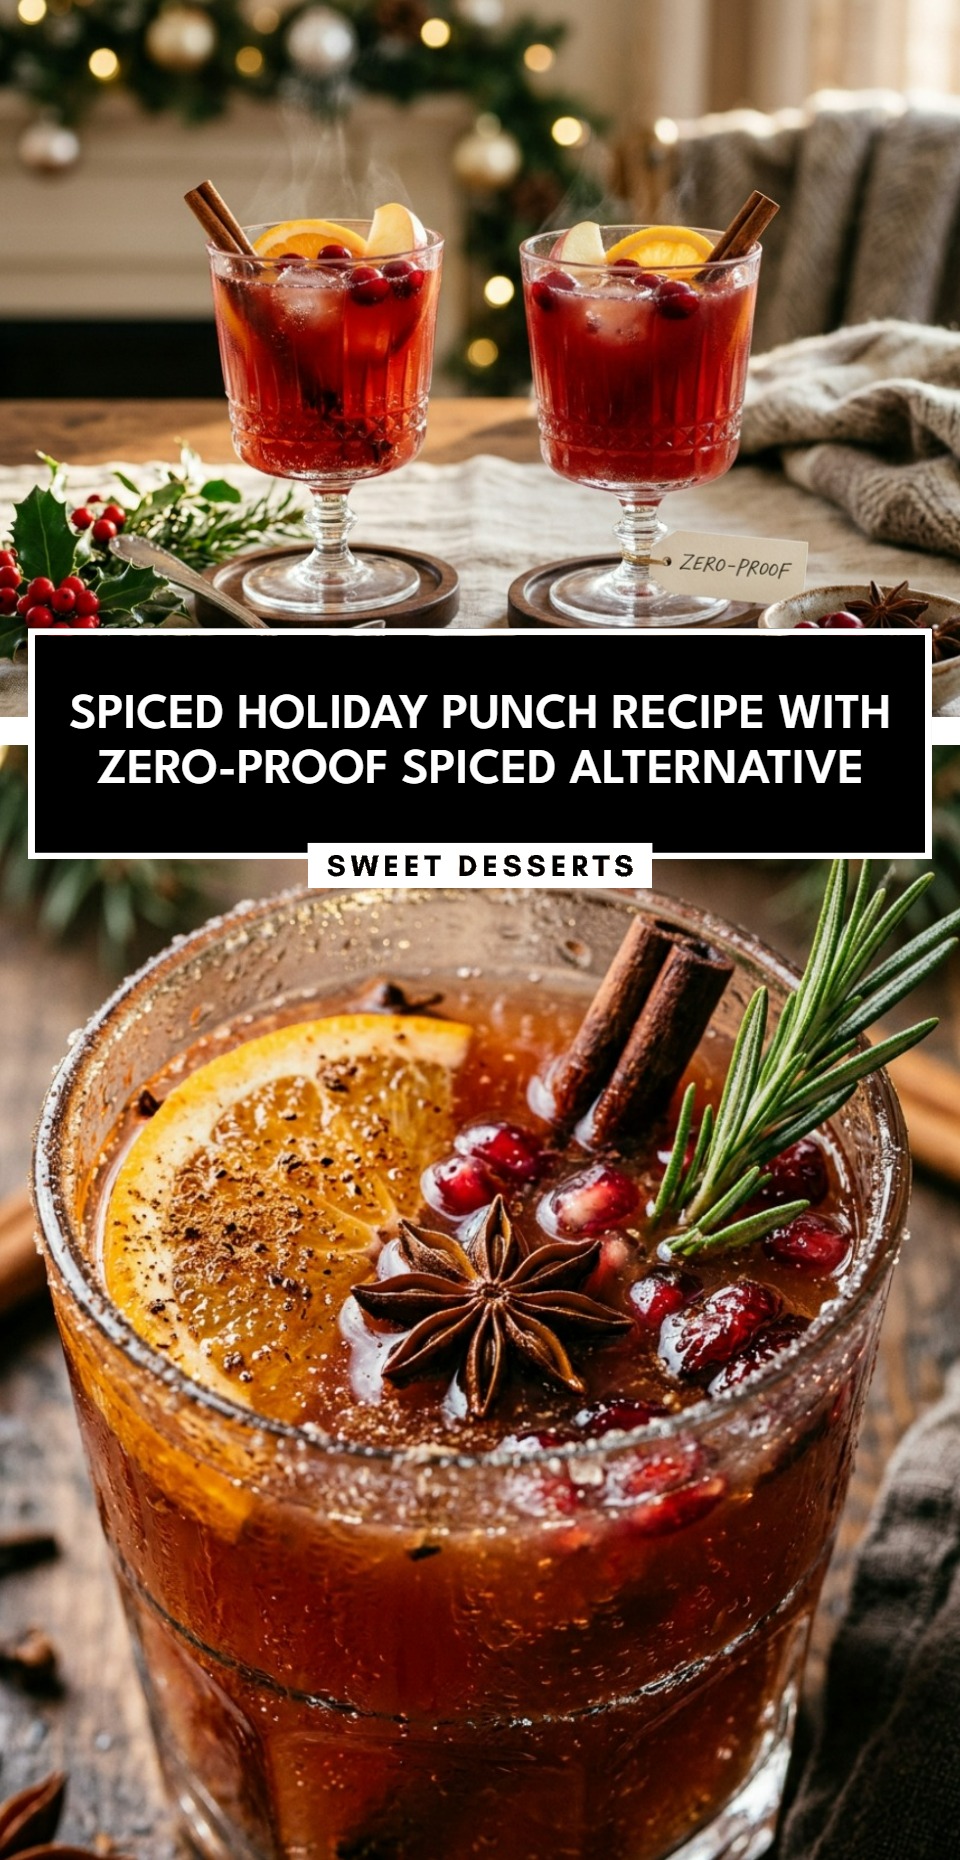 ZERO-PROOF
SPICED HOLIDAY PUNCH RECIPE WITH
ZERO-PROOF SPICED ALTERNATIVE
SWEET DESSERTS